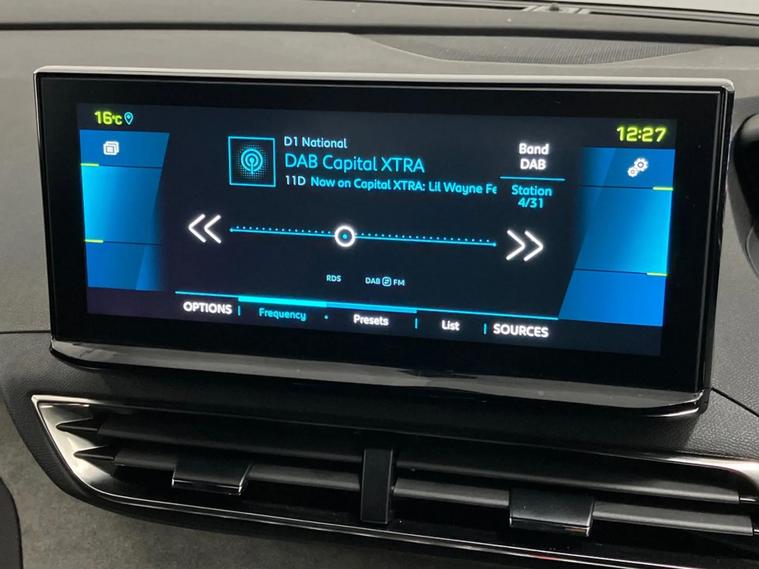 16°C
12:27
D1 National
DAB Capital XTRA
11D Now on Capital XTRA: Lil Wayne Fe
Band
DAB
Station
4/31
RDS DAB FM
OPTIONS Frequency Presets List SOURCES